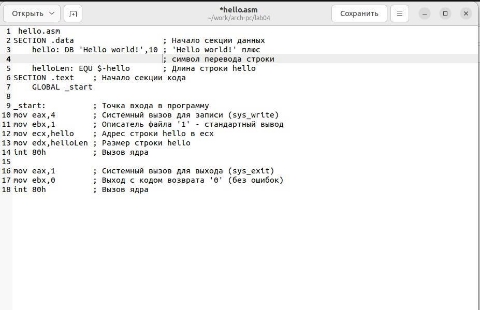 Открыть
*hello.asm
~/work/arch-pc/lab04
Сохранить
1 hello.asm
2 SECTION .data ; Начало секции данных
3 hello: DB 'Hello world!',10 ; 'Hello world!' плюс
4 ; символ перевода строки
5 helloLen: EQU $-hello ; Длина строки hello
6 SECTION .text ; Начало секции кода
7 GLOBAL _start
8
9 _start: ; Точка входа в программу
10 mov eax,4 ; Системный вызов для записи (sys_write)
11 mov ebx,1 ; Описатель файла '1' - стандартный вывод
12 mov ecx,hello ; Адрес строки hello в ecx
13 mov edx,helloLen ; Размер строки hello
14 int 80h ; Вызов ядра
15
16 mov eax,1 ; Системный вызов для выхода (sys_exit)
17 mov ebx,0 ; Выход с кодом возврата '0' (без ошибок)
18 int 80h ; Вызов ядра